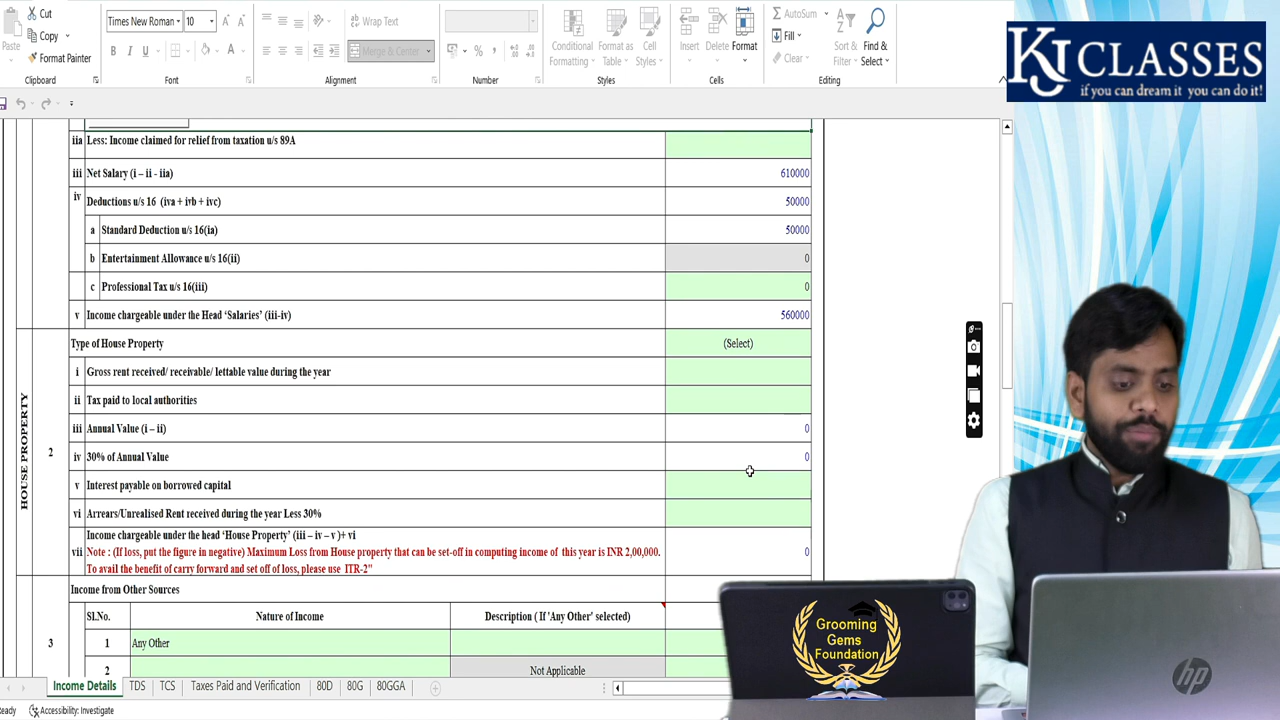 Cut
Times New Roman
10
Wrap Text
AutoSum
Copy
Fill
Paste
Format Painter
B I U
Merge & Center
% ,
Conditional Formatting
Format as Table
Cell Styles
Insert
Delete
Format
Clear
Sort & Filter
Find & Select
Clipboard
Font
Alignment
Number
Styles
Cells
Editing
KJ CLASSES
if you can dream it you can do it!
iia Less: Income claimed for relief from taxation u/s 89A
iii Net Salary (i – ii - iia) 610000
iv Deductions u/s 16 (iva + ivb + ivc) 50000
a Standard Deduction u/s 16(ia) 50000
b Entertainment Allowance u/s 16(ii) 0
c Professional Tax u/s 16(iii) 0
v Income chargeable under the Head ‘Salaries’ (iii-iv) 560000
HOUSE PROPERTY
2
Type of House Property (Select)
i Gross rent received/ receivable/ lettable value during the year
ii Tax paid to local authorities
iii Annual Value (i – ii) 0
iv 30% of Annual Value 0
v Interest payable on borrowed capital
vi Arrears/Unrealised Rent received during the year Less 30%
Income chargeable under the head ‘House Property’ (iii – iv – v )+ vi
vii Note : (If loss, put the figure in negative) Maximum Loss from House property that can be set-off in computing income of this year is INR 2,00,000. 0
To avail the benefit of carry forward and set off of loss, please use ITR-2"
Income from Other Sources
Sl.No. Nature of Income Description ( If 'Any Other' selected)
3
1 Any Other
2 Not Applicable
Income Details TDS TCS Taxes Paid and Verification 80D 80G 80GGA
eady Accessibility: Investigate
Grooming
Gems
Foundation
hp